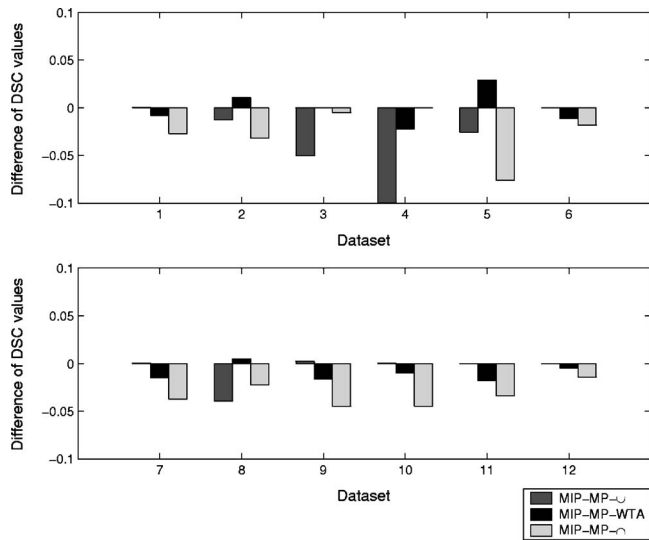 0.1
0.05
0
−0.05
−0.1
Difference of DSC values
1 2 3 4 5 6
Dataset
0.1
0.05
0
−0.05
−0.1
Difference of DSC values
7 8 9 10 11 12
Dataset
MIP−MP−∪
MIP−MP−WTA
MIP−MP−∩